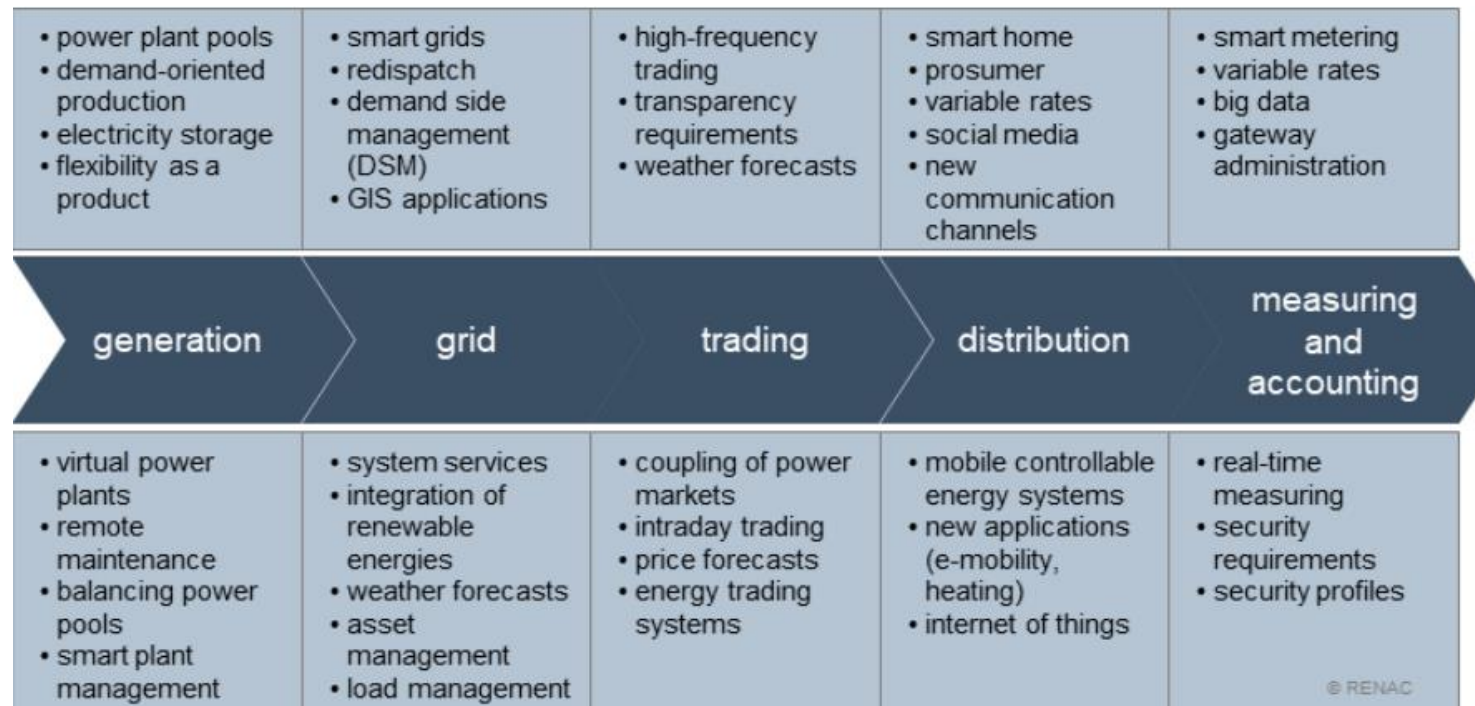 • power plant pools
• demand-oriented
production
• electricity storage
• flexibility as a
product
• smart grids
• redispatch
• demand side
management
(DSM)
• GIS applications
• high-frequency
trading
• transparency
requirements
• weather forecasts
• smart home
• prosumer
• variable rates
• social media
• new
communication
channels
• smart metering
• variable rates
• big data
• gateway
administration
generation
grid
trading
distribution
measuring
and
accounting
• virtual power
plants
• remote
maintenance
• balancing power
pools
• smart plant
management
• system services
• integration of
renewable
energies
• weather forecasts
• asset
management
• load management
• coupling of power
markets
• intraday trading
• price forecasts
• energy trading
systems
• mobile controllable
energy systems
• new applications
(e-mobility,
heating)
• internet of things
• real-time
measuring
• security
requirements
• security profiles
© RENAC